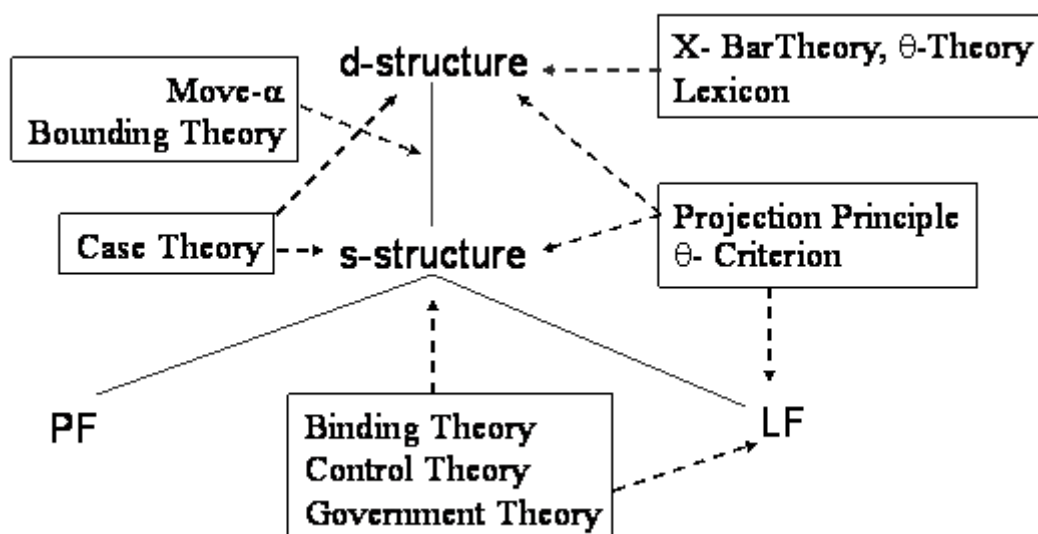 d-structure
X- BarTheory, θ-Theory
Lexicon
Move-α
Bounding Theory
Case Theory
s-structure
Projection Principle
θ- Criterion
PF
Binding Theory
Control Theory
Government Theory
LF